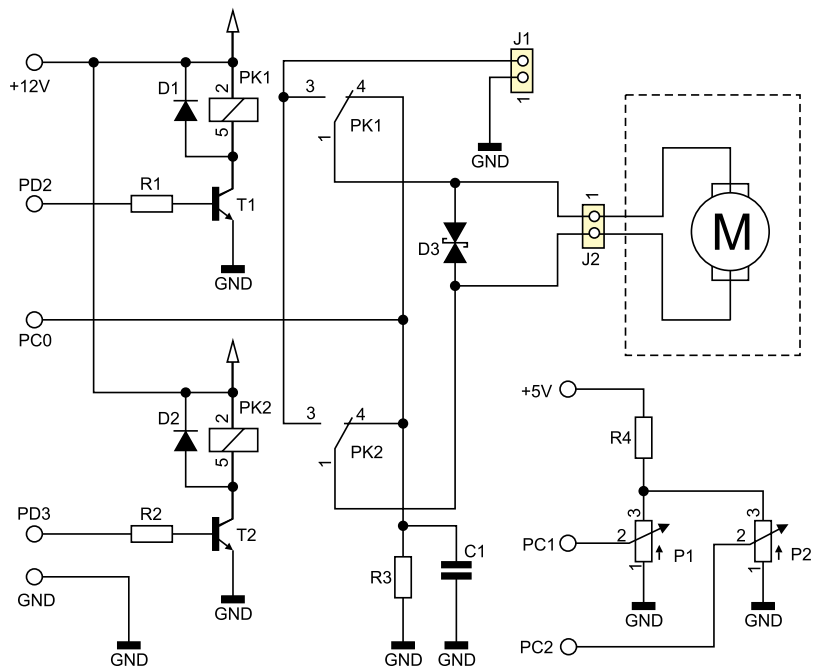 J1
+12V
D1
2
PK1
5
3
4
1
PK1
1
GND
PD2
R1
T1
GND
1
D3
J2
M
PC0
D2
2
PK2
5
3
4
1
PK2
+5V
R4
PD3
R2
T2
GND
GND
GND
R3
C1
GND
GND
PC1
2
3
1
P1
GND
2
3
1
P2
GND
PC2